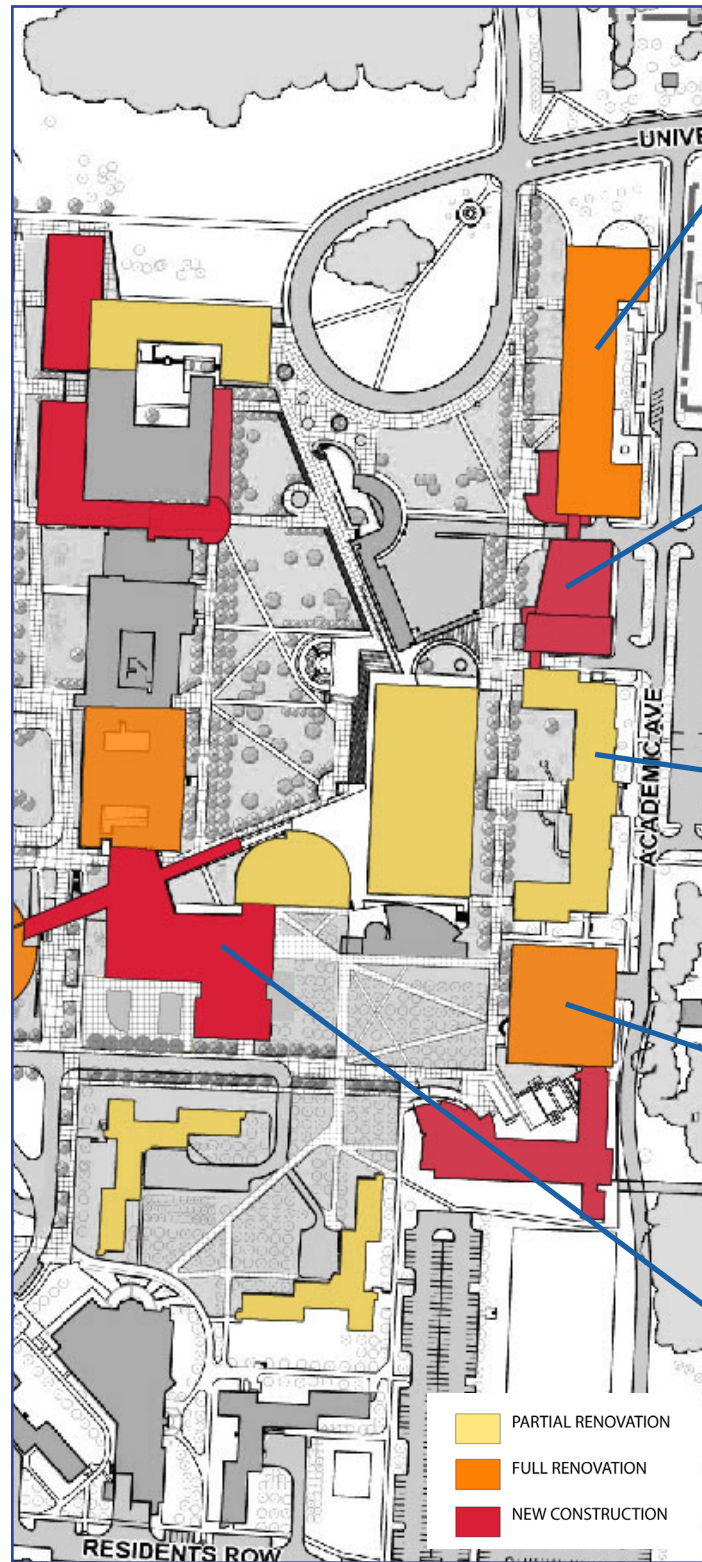 UNIVE
ACADEMIC AVE
PARTIAL RENOVATION
FULL RENOVATION
NEW CONSTRUCTION
RESIDENTS ROW